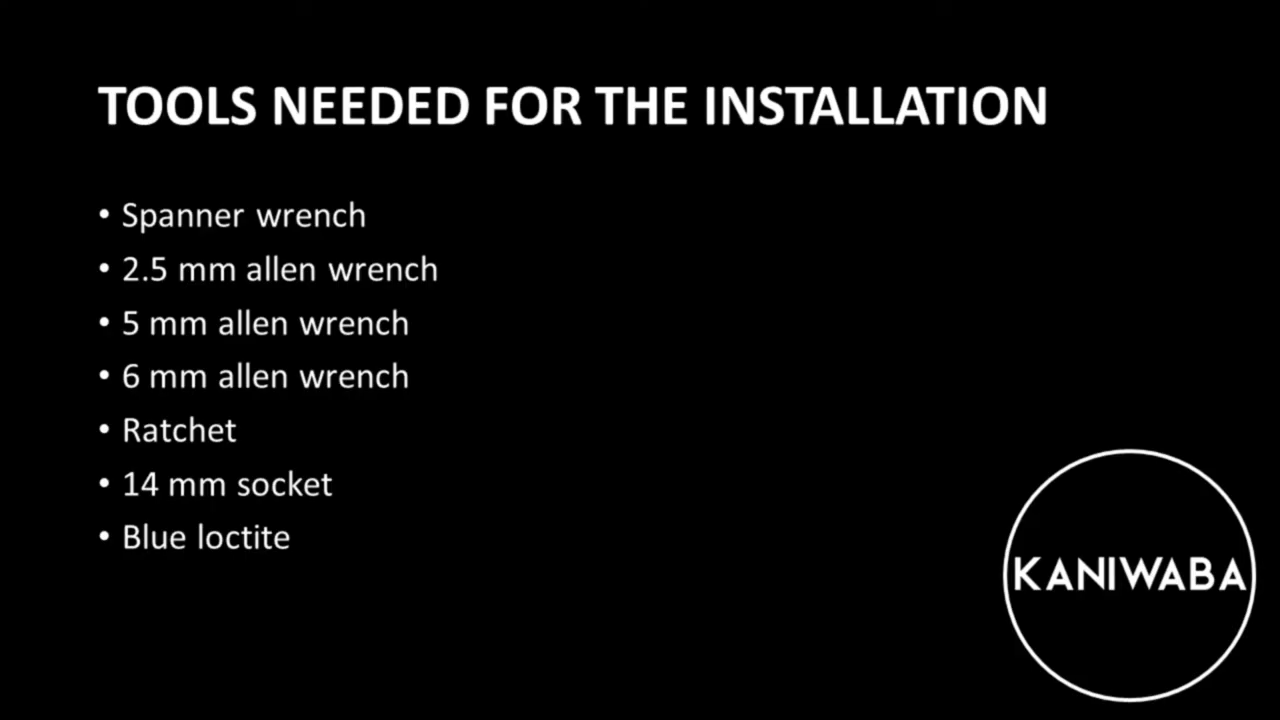 TOOLS NEEDED FOR THE INSTALLATION
• Spanner wrench
• 2.5 mm allen wrench
• 5 mm allen wrench
• 6 mm allen wrench
• Ratchet
• 14 mm socket
• Blue loctite
KANIWABA